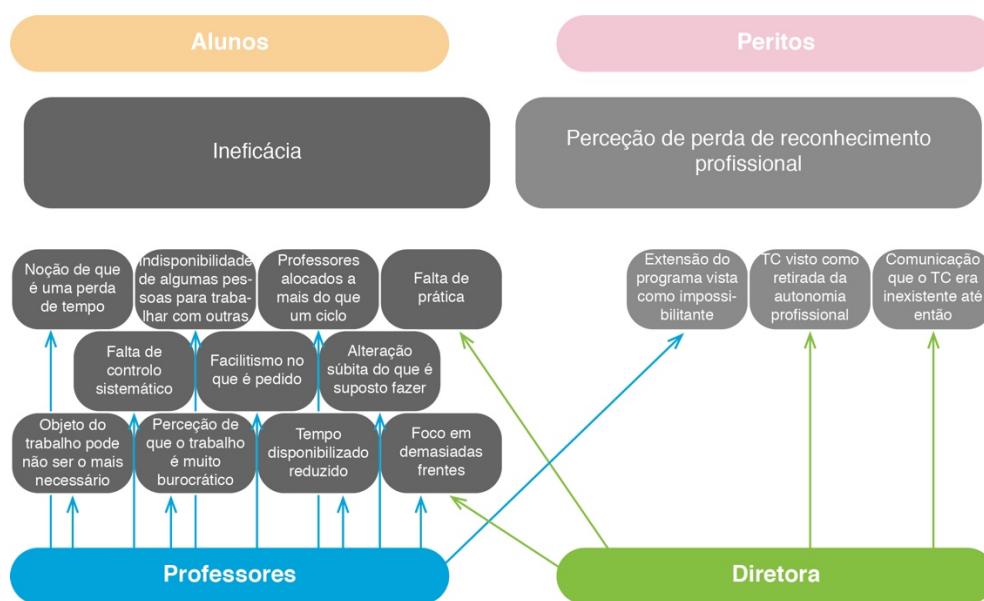 Alunos
Peritos
Ineficácia
Perceção de perda de reconhecimento
profissional
Noção de que
é uma perda
de tempo
Indisponibilidade
de algumas pes-
soas para traba-
lhar com outras
Professores
alocados a
mais do que
um ciclo
Falta de
prática
Extensão do
programa vista
como impossi-
bilitante
TC visto como
retirada da
autonomia
profissional
Comunicação
que o TC era
inexistente até
então
Falta de
controlo
sistemático
Facilitismo no
que é pedido
Alteração
súbita do que é
suposto fazer
Objeto do
trabalho pode
não ser o mais
necessário
Perceção de
que o trabalho
é muito
burocrático
Tempo
disponibilizado
reduzido
Foco em
demasiadas
frentes
Professores
Diretora